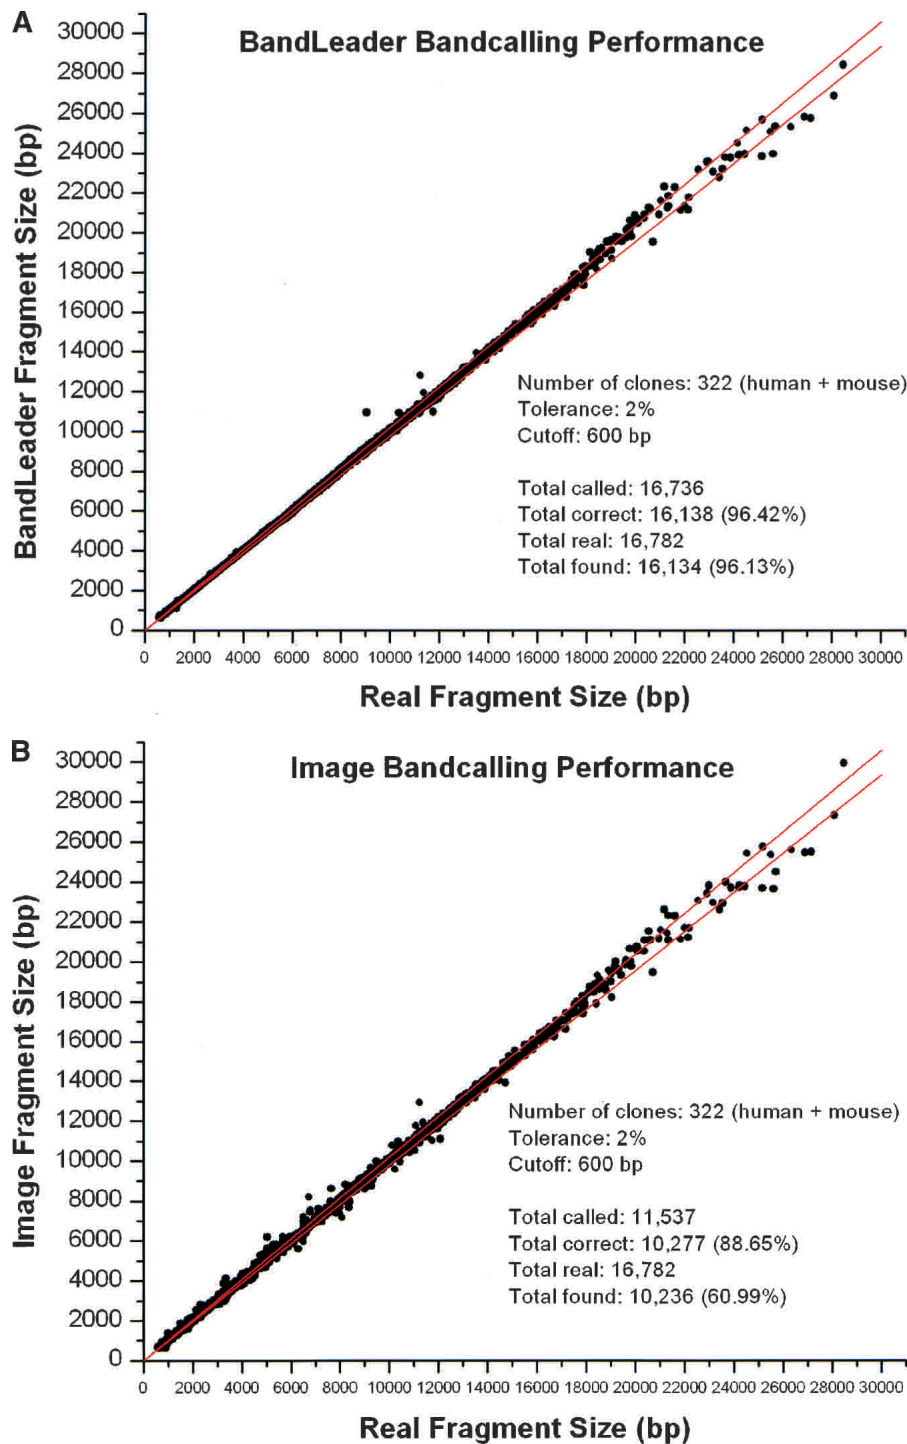 A
BandLeader Bandcalling Performance
BandLeader Fragment Size (bp)
30000
28000
26000
24000
22000
20000
18000
16000
14000
12000
10000
8000
6000
4000
2000
0
Number of clones: 322 (human + mouse)
Tolerance: 2%
Cutoff: 600 bp
Total called: 16,736
Total correct: 16,138 (96.42%)
Total real: 16,782
Total found: 16,134 (96.13%)
0 2000 4000 6000 8000 10000 12000 14000 16000 18000 20000 22000 24000 26000 28000 30000
Real Fragment Size (bp)
B
Image Bandcalling Performance
Image Fragment Size (bp)
30000
28000
26000
24000
22000
20000
18000
16000
14000
12000
10000
8000
6000
4000
2000
0
Number of clones: 322 (human + mouse)
Tolerance: 2%
Cutoff: 600 bp
Total called: 11,537
Total correct: 10,277 (88.65%)
Total real: 16,782
Total found: 10,236 (60.99%)
0 2000 4000 6000 8000 10000 12000 14000 16000 18000 20000 22000 24000 26000 28000 30000
Real Fragment Size (bp)